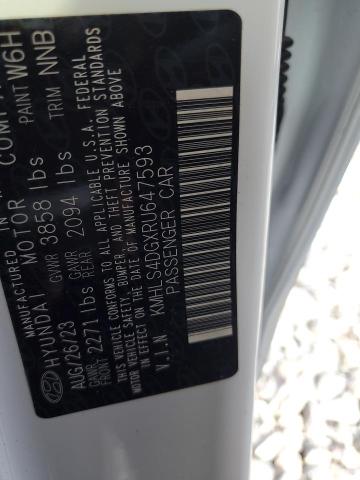 MANUFACTURED IN
HYUNDAI MOTOR COMPA
AUG/26/23 GVWR 3858 lbs PAINT W6H
GAWR FRONT 2271 lbs GAWR REAR 2094 lbs TRIM NNB
THIS VEHICLE CONFORMS TO ALL APPLICABLE U.S.A. FEDERAL
MOTOR VEHICLE SAFETY, BUMPER, AND THEFT PREVENTION STANDARDS
IN EFFECT ON THE DATE OF MANUFACTURE SHOWN ABOVE
V.I.N KMHLS4DGXRU647593
PASSENGER CAR